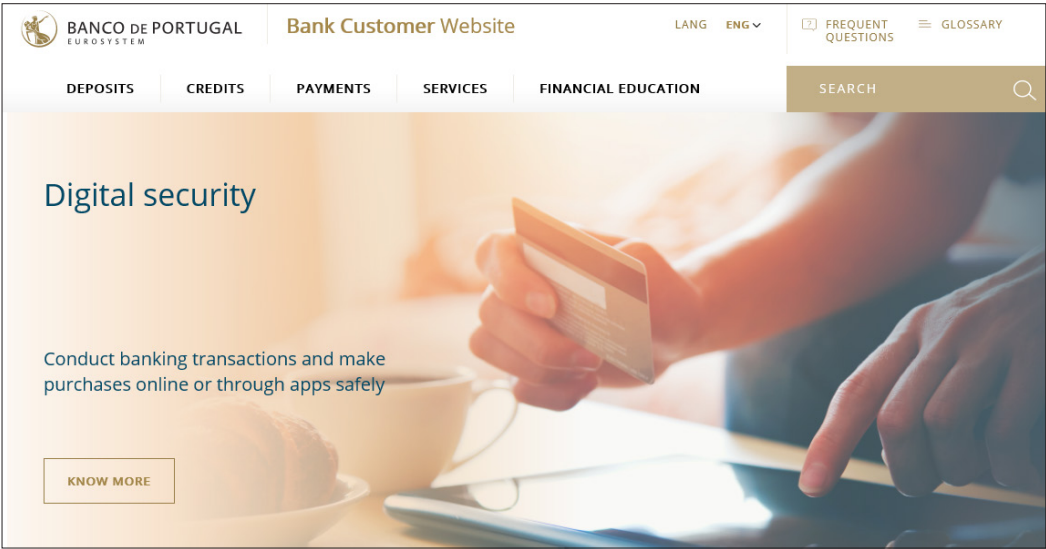 BANCO DE PORTUGAL
EUROSYSTEM
Bank Customer Website
LANG ENG
FREQUENT
QUESTIONS
GLOSSARY
DEPOSITS CREDITS PAYMENTS SERVICES FINANCIAL EDUCATION
SEARCH
Digital security
Conduct banking transactions and make
purchases online or through apps safely
KNOW MORE